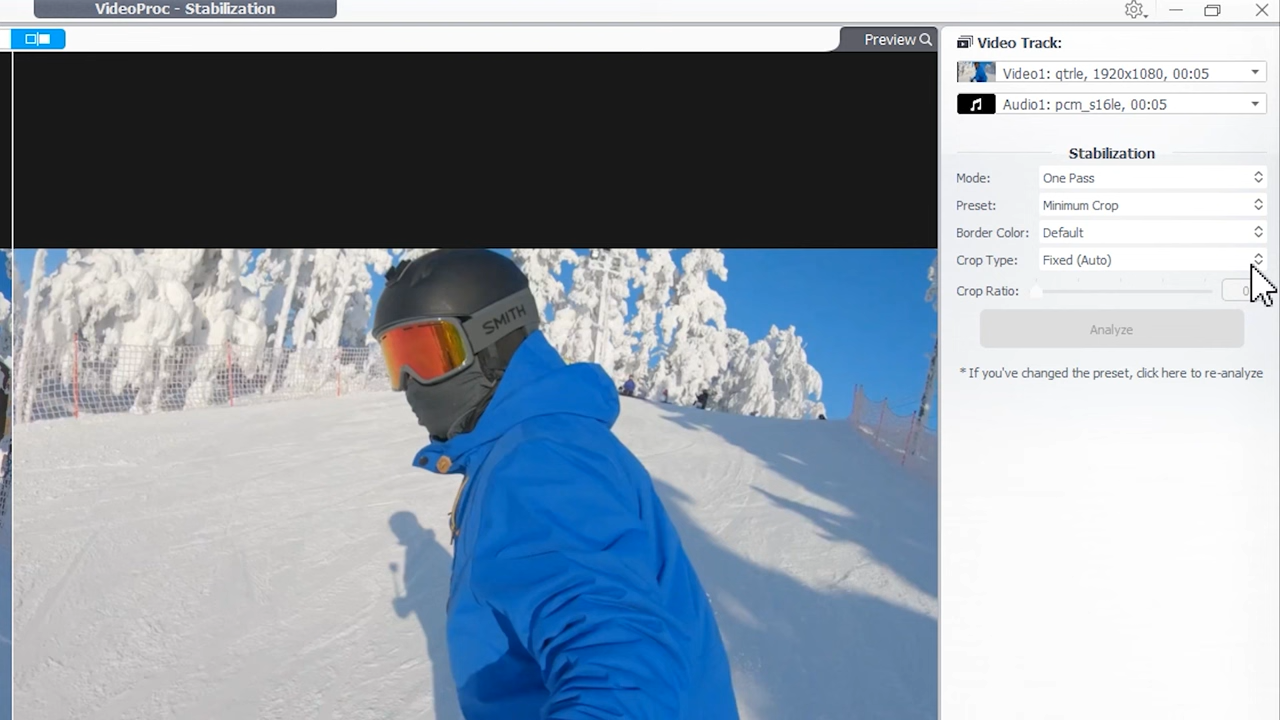 VideoProc - Stabilization
Preview
Video Track:
Video1: qtrle, 1920x1080, 00:05
Audio1: pcm_s16le, 00:05
Stabilization
Mode: One Pass
Preset: Minimum Crop
Border Color: Default
Crop Type: Fixed (Auto)
Crop Ratio: 0
Analyze
* If you've changed the preset, click here to re-analyze
SMITH